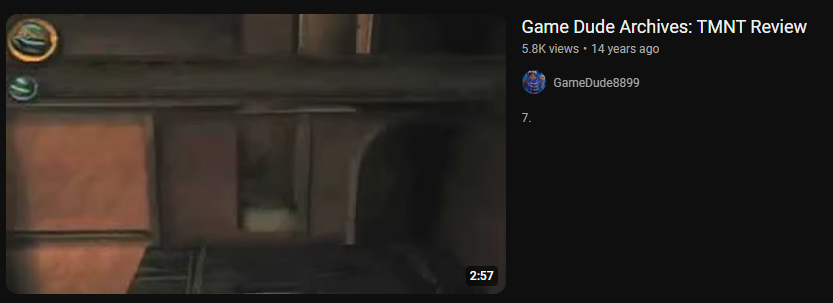 Game Dude Archives: TMNT Review
5.8K views • 14 years ago
GameDude8899
7.
2:57